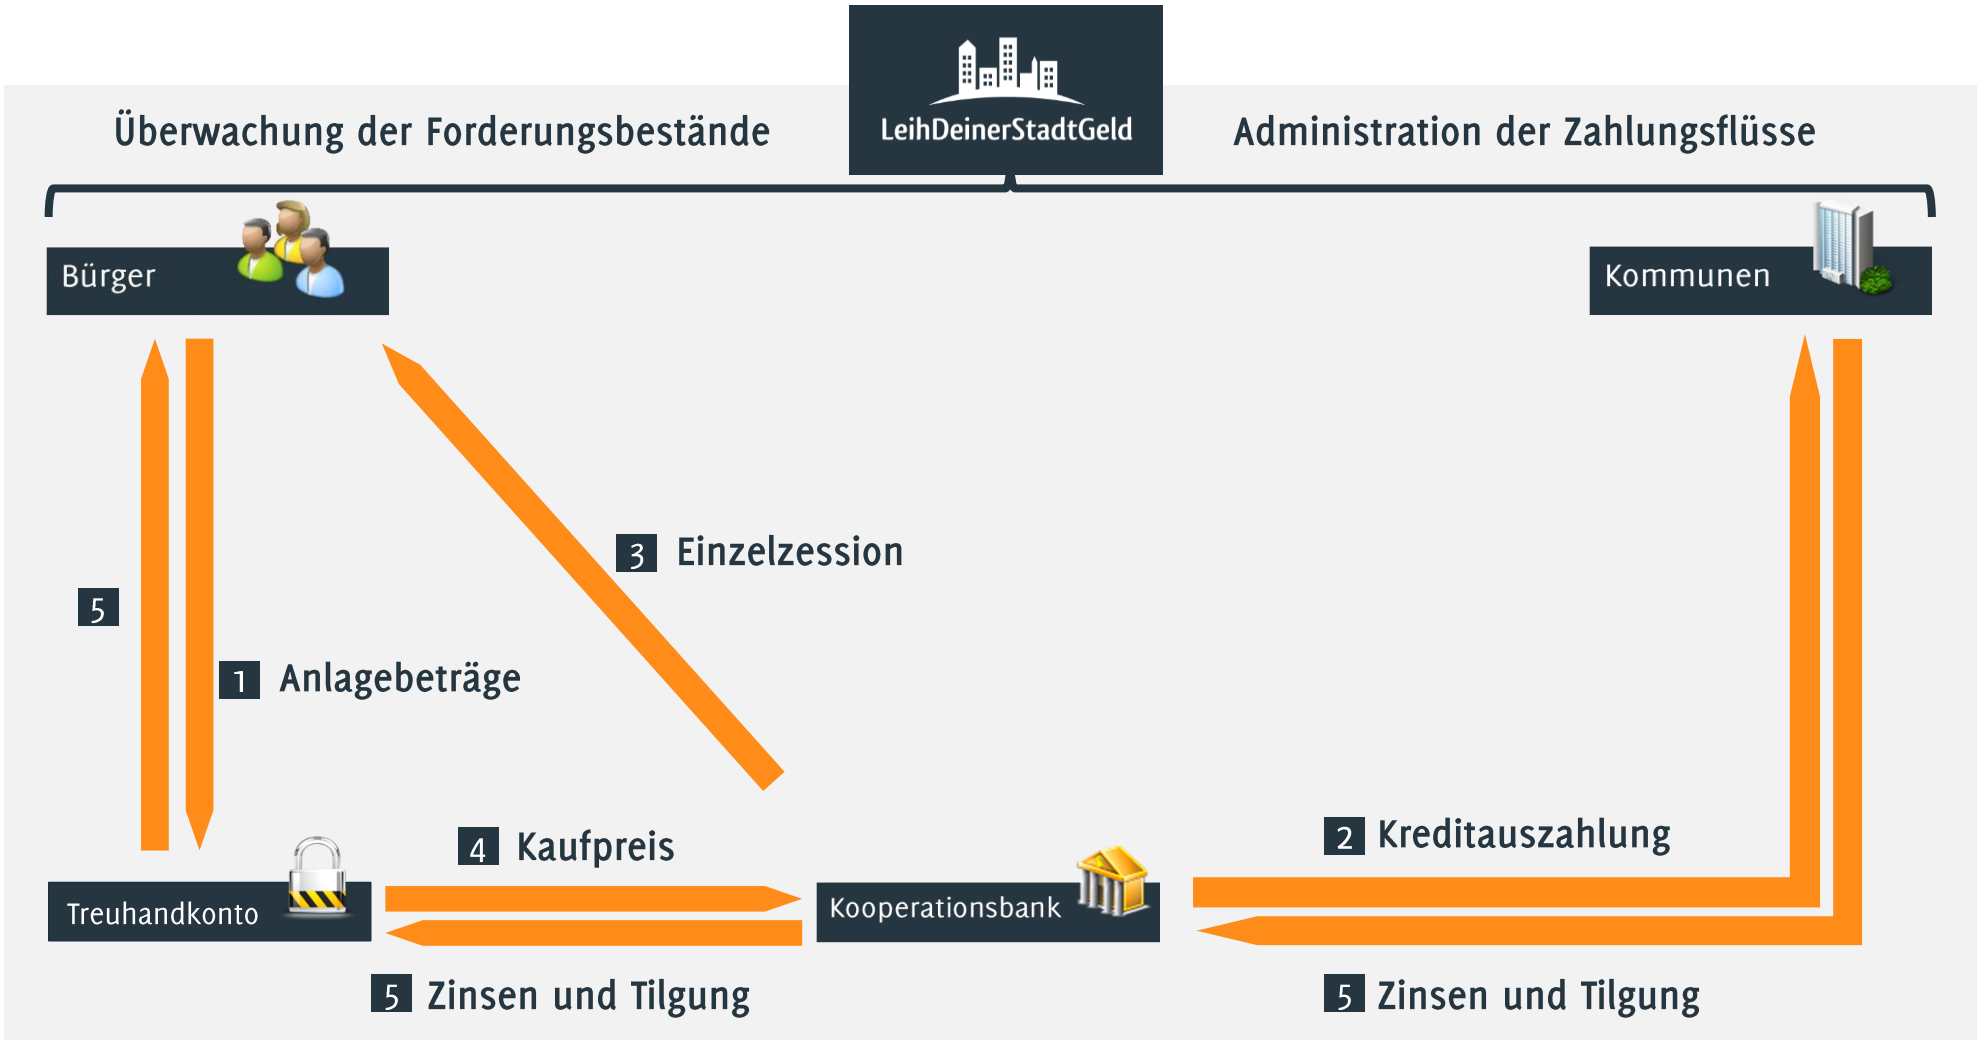 LeihDeinerStadtGeld
Überwachung der Forderungsbestände
Administration der Zahlungsflüsse
Bürger
Kommunen
3 Einzelzession
5
1 Anlagebeträge
4 Kaufpreis
2 Kreditauszahlung
Treuhandkonto
Kooperationsbank
5 Zinsen und Tilgung
5 Zinsen und Tilgung